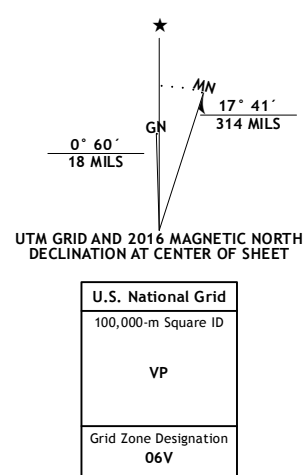 ★
MN
17° 41´
314 MILS
GN
0° 60´
18 MILS
UTM GRID AND 2016 MAGNETIC NORTH
DECLINATION AT CENTER OF SHEET
U.S. National Grid
100,000-m Square ID
VP
Grid Zone Designation
06V